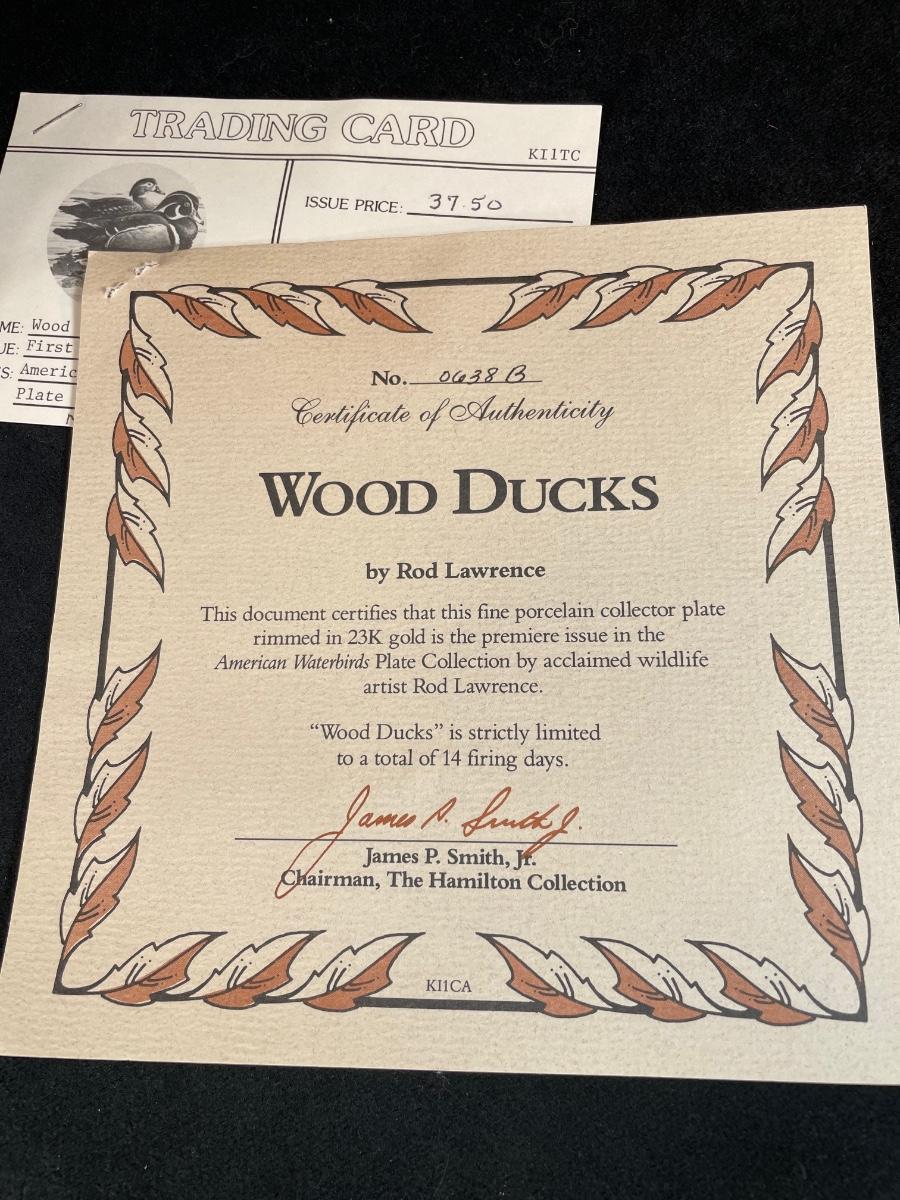 TRADING CARD
KI1TC
ISSUE PRICE: 37.50
ME: Wood
UE: First
S: Americ
Plate
No. 0638 B
Certificate of Authenticity
WOOD DUCKS
by Rod Lawrence
This document certifies that this fine porcelain collector plate
rimmed in 23K gold is the premiere issue in the
American Waterbirds Plate Collection by acclaimed wildlife
artist Rod Lawrence.
“Wood Ducks” is strictly limited
to a total of 14 firing days.
James P. Smith Jr.
James P. Smith, Jr.
Chairman, The Hamilton Collection
KI1CA